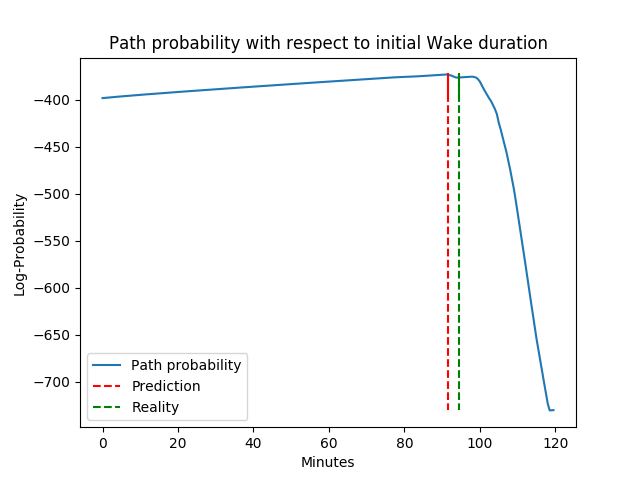 Path probability with respect to initial Wake duration
Log-Probability
−400
−450
−500
−550
−600
−650
−700
Path probability
Prediction
Reality
0 20 40 60 80 100 120
Minutes